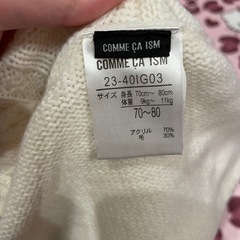 COMME ÇA ISM
COMME ÇA ISM
23-40IG03
サイズ 身長 70cm~ 80cm
体重 9kg~ 11kg
70~80
アクリル 70%
毛 30%